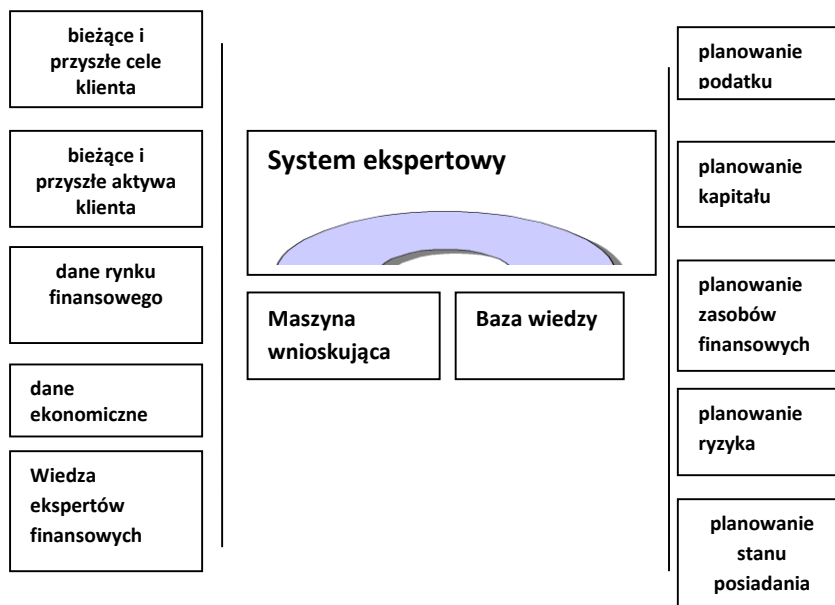 bieżące i
przyszłe cele
klienta
bieżące i
przyszłe aktywa
klienta
dane rynku
finansowego
dane
ekonomiczne
Wiedza
ekspertów
finansowych
System ekspertowy
Maszyna
wnioskująca
Baza wiedzy
planowanie
podatku
planowanie
kapitału
planowanie
zasobów
finansowych
planowanie
ryzyka
planowanie
stanu
posiadania